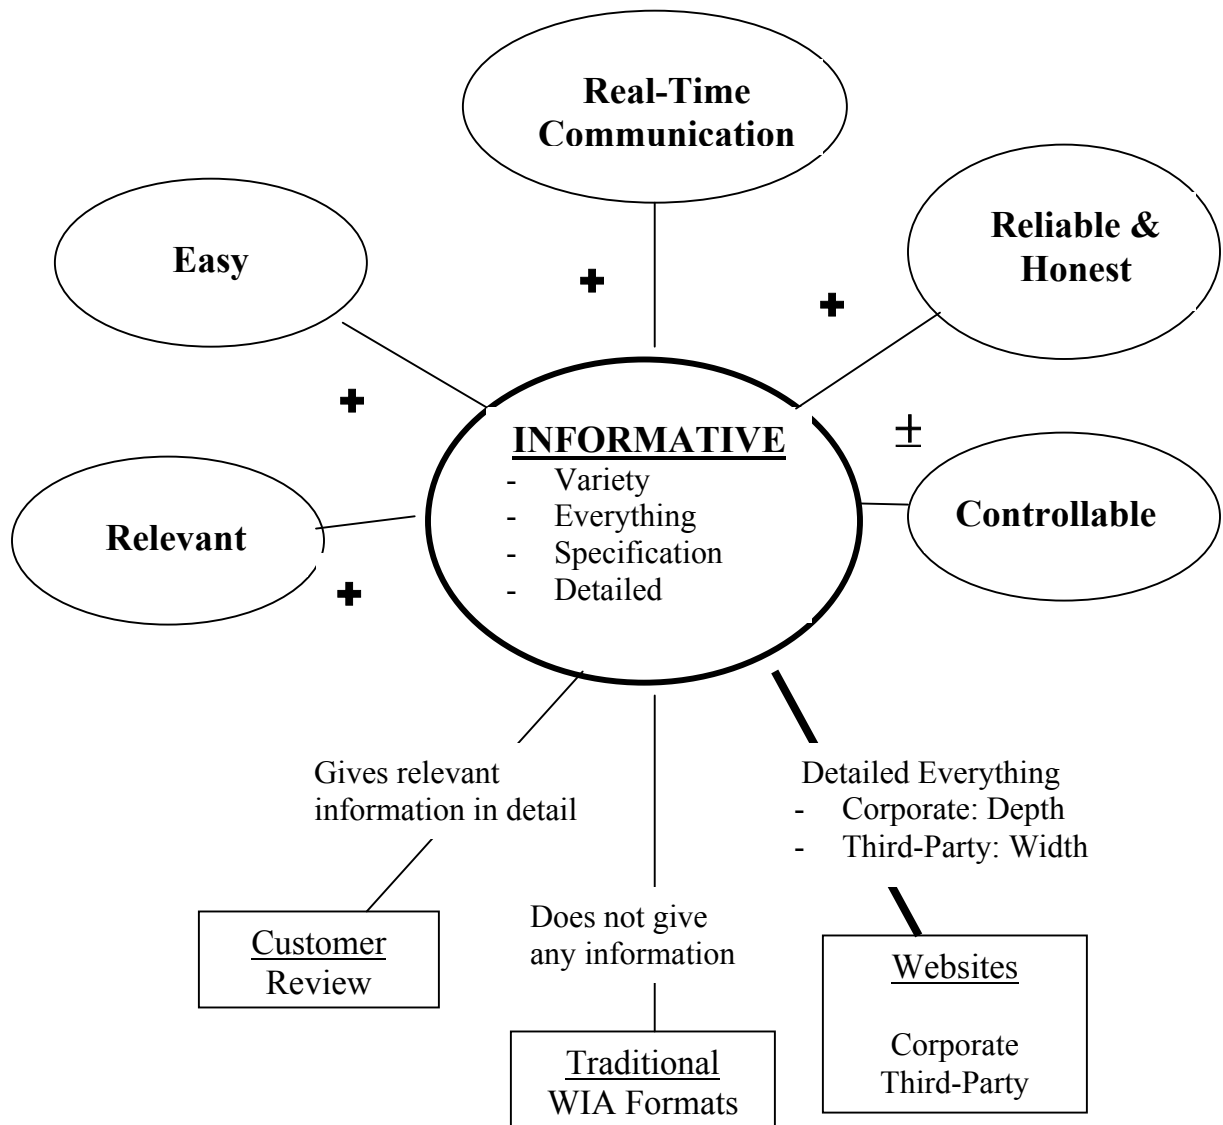 Real-Time
Communication
Reliable &
Honest
Easy
+
+
+
±
INFORMATIVE
- Variety
- Everything
- Specification
- Detailed
Controllable
Relevant
+
Gives relevant
information in detail
Detailed Everything
- Corporate: Depth
- Third-Party: Width
Does not give
any information
Customer
Review
Websites
Corporate
Third-Party
Traditional
WIA Formats